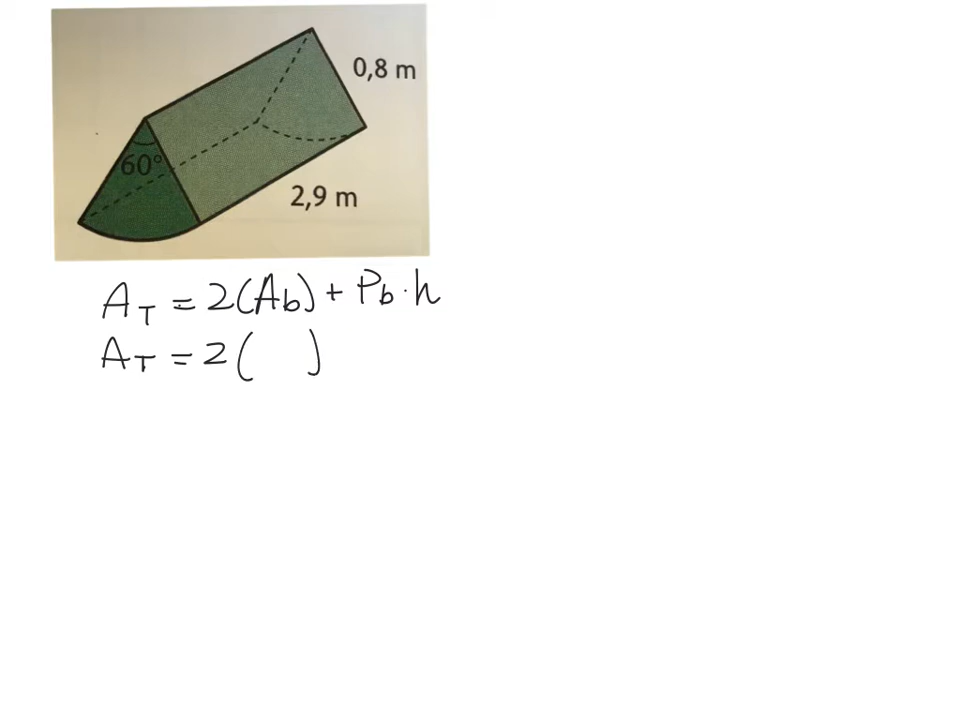 0,8 m
60°
2,9 m
A_T = 2(A_b) + P_b · h
A_T = 2(    )